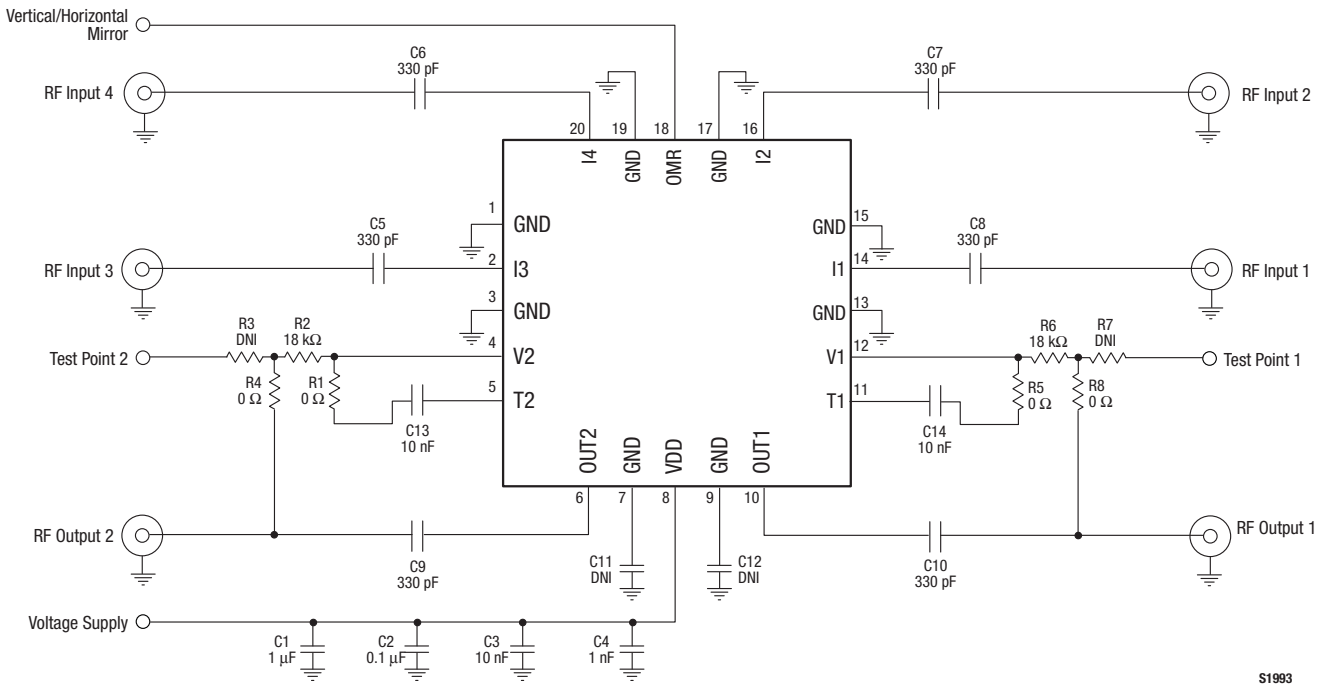 Vertical/Horizontal
Mirror
C6
330 pF
C7
330 pF
RF Input 4
RF Input 2
20
19
18
17
16
I4
GND
OMR
GND
I2
1
GND
15
GND
C5
330 pF
C8
330 pF
RF Input 3
2
I3
14
I1
RF Input 1
3
GND
13
GND
R3
DNI
R2
18 kΩ
R6
18 kΩ
R7
DNI
Test Point 2
4
V2
12
V1
Test Point 1
R4
0 Ω
R1
0 Ω
R5
0 Ω
R8
0 Ω
5
T2
11
T1
C13
10 nF
C14
10 nF
OUT2
GND
VDD
GND
OUT1
6
7
8
9
10
RF Output 2
RF Output 1
C9
330 pF
C11
DNI
C12
DNI
C10
330 pF
Voltage Supply
C1
1 μF
C2
0.1 μF
C3
10 nF
C4
1 nF
S1993